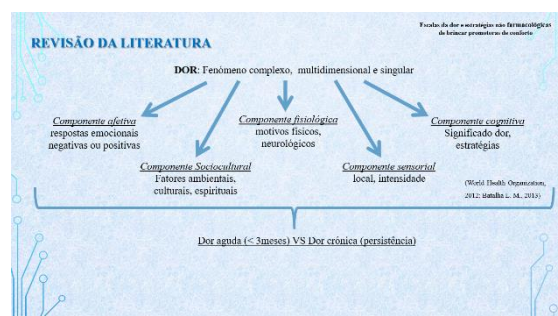 Escalas da dor e estratégias não farmacológicas
de brincar promotoras de conforto
REVISÃO DA LITERATURA
DOR: Fenómeno complexo, multidimensional e singular
Componente afetiva
respostas emocionais
negativas ou positivas
Componente fisiológica
motivos físicos,
neurológicos
Componente cognitiva
Significado dor,
estratégias
Componente Sociocultural
Fatores ambientais,
culturais, espirituais
Componente sensorial
local, intensidade
(World Health Organization,
2012; Batalha L. M., 2013)
Dor aguda (< 3meses) VS Dor crónica (persistência)